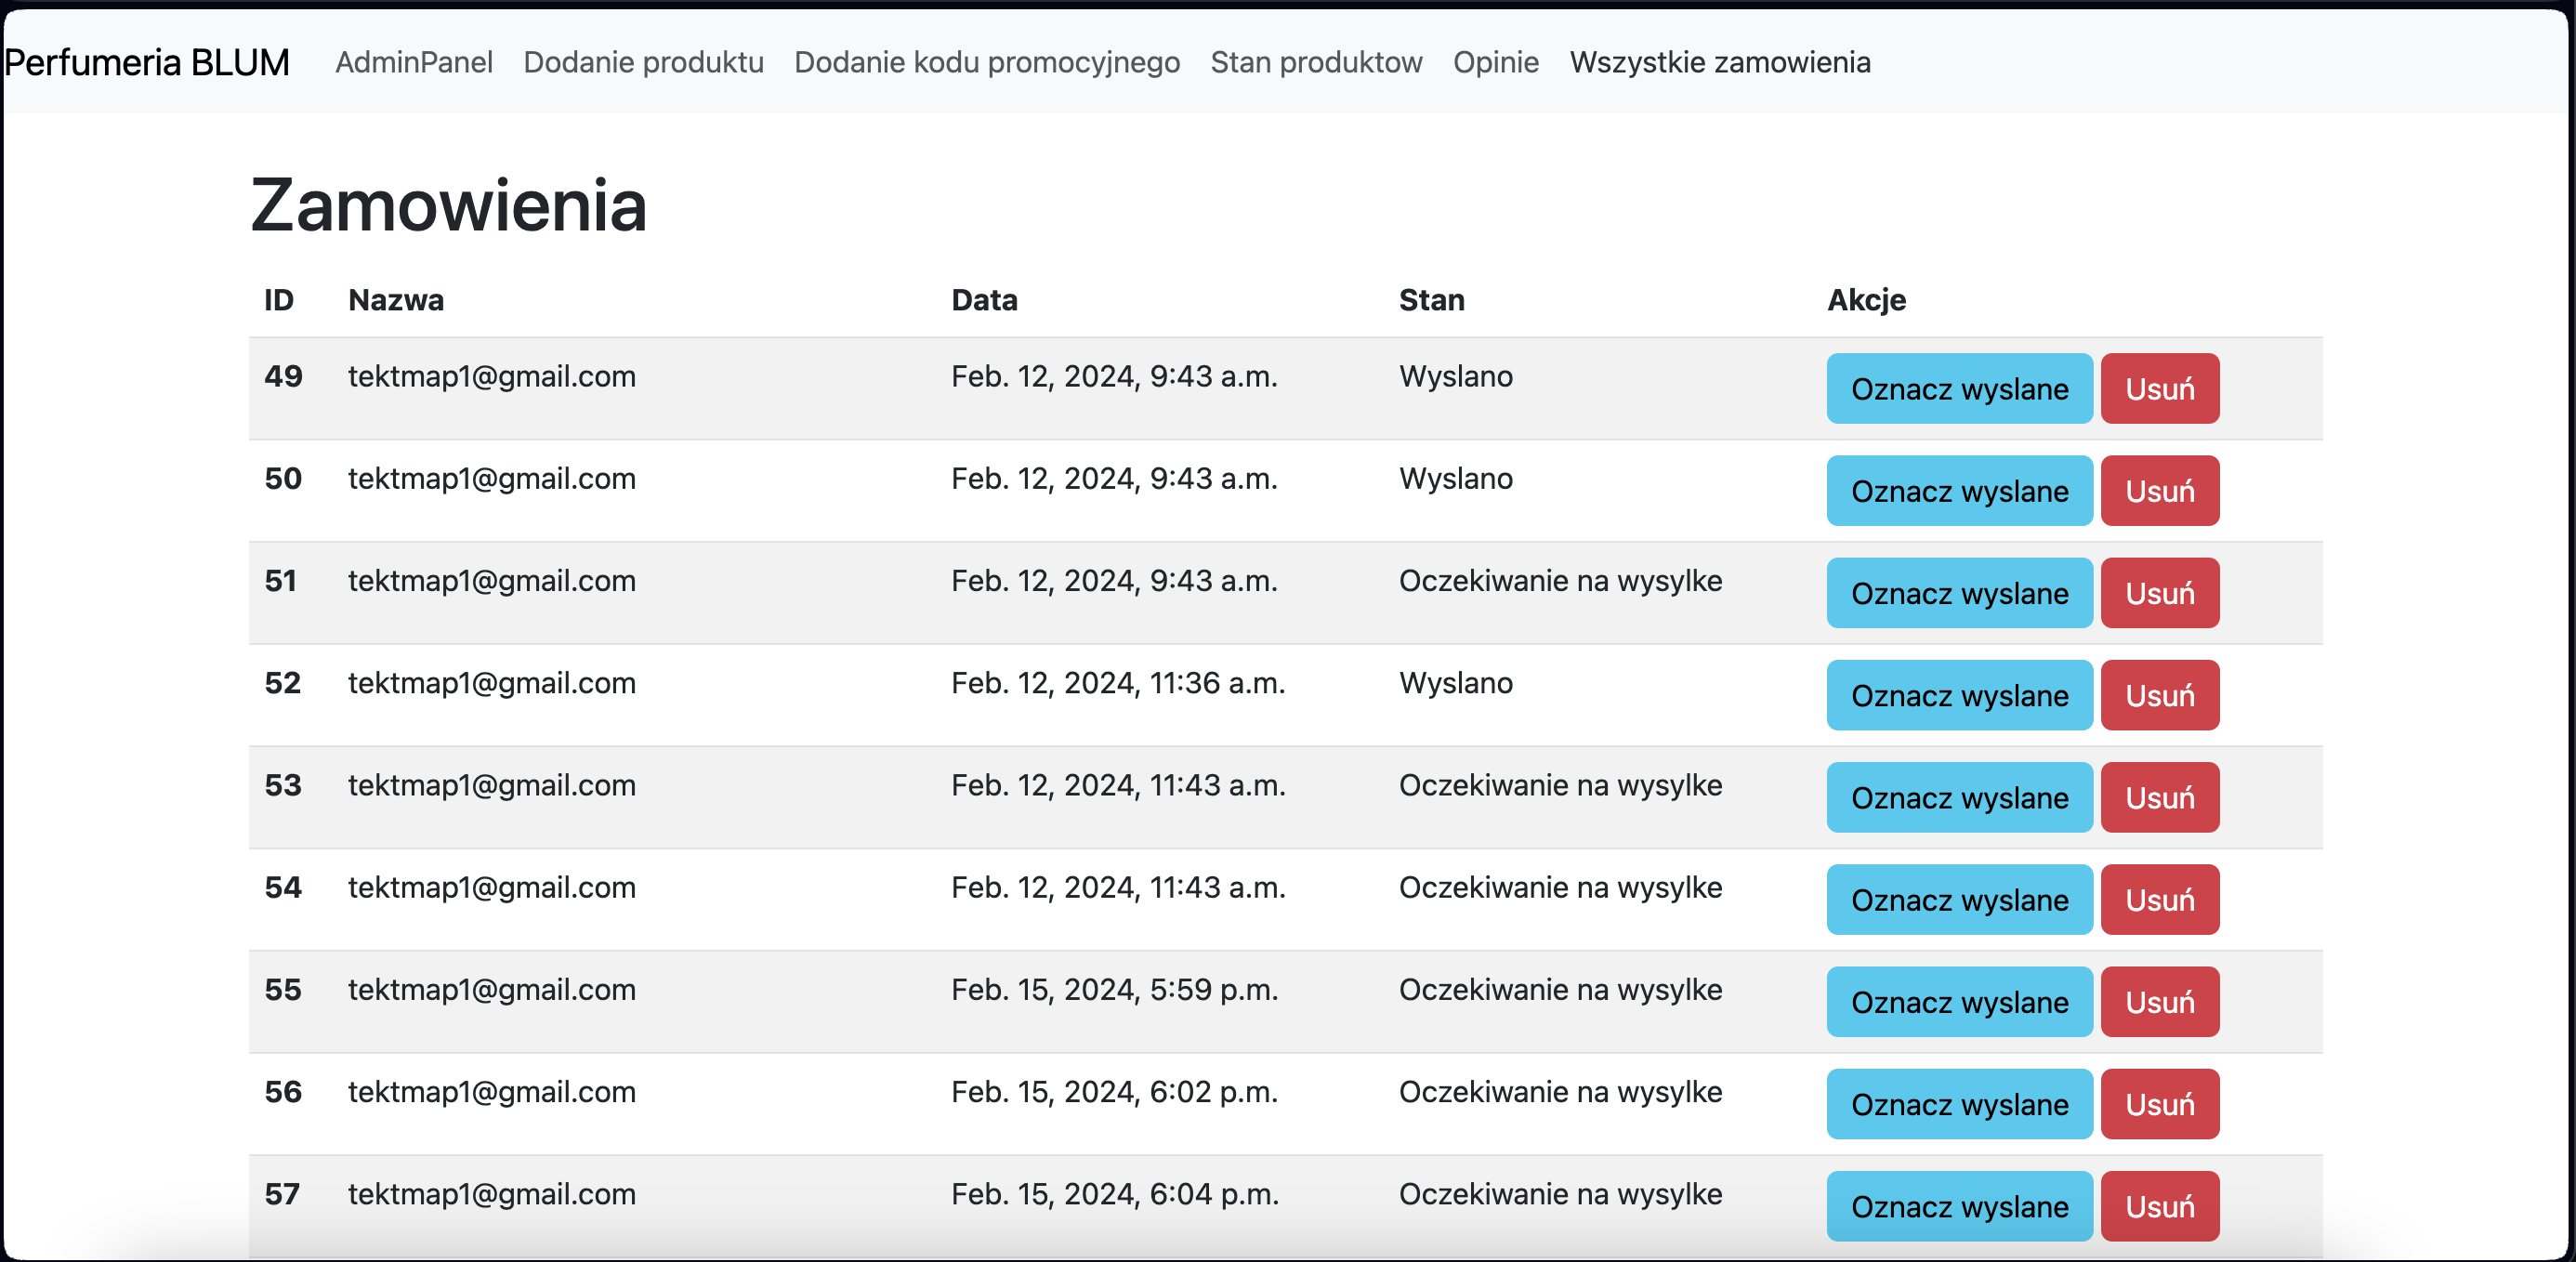 Perfumeria BLUM AdminPanel Dodanie produktu Dodanie kodu promocyjnego Stan produktow Opinie Wszystkie zamowienia
Zamowienia
ID Nazwa Data Stan Akcje
49 tektmap1@gmail.com Feb. 12, 2024, 9:43 a.m. Wyslano Oznacz wyslane Usuń
50 tektmap1@gmail.com Feb. 12, 2024, 9:43 a.m. Wyslano Oznacz wyslane Usuń
51 tektmap1@gmail.com Feb. 12, 2024, 9:43 a.m. Oczekiwanie na wysylke Oznacz wyslane Usuń
52 tektmap1@gmail.com Feb. 12, 2024, 11:36 a.m. Wyslano Oznacz wyslane Usuń
53 tektmap1@gmail.com Feb. 12, 2024, 11:43 a.m. Oczekiwanie na wysylke Oznacz wyslane Usuń
54 tektmap1@gmail.com Feb. 12, 2024, 11:43 a.m. Oczekiwanie na wysylke Oznacz wyslane Usuń
55 tektmap1@gmail.com Feb. 15, 2024, 5:59 p.m. Oczekiwanie na wysylke Oznacz wyslane Usuń
56 tektmap1@gmail.com Feb. 15, 2024, 6:02 p.m. Oczekiwanie na wysylke Oznacz wyslane Usuń
57 tektmap1@gmail.com Feb. 15, 2024, 6:04 p.m. Oczekiwanie na wysylke Oznacz wyslane Usuń